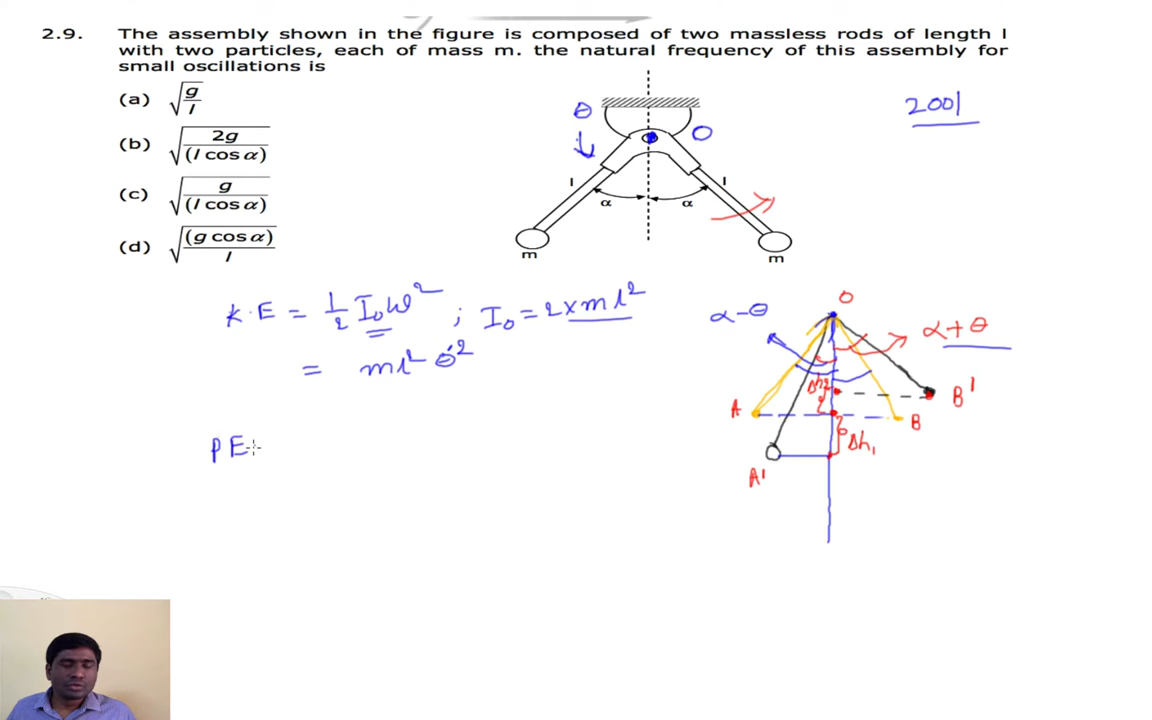 2.9. The assembly shown in the figure is composed of two massless rods of length l
with two particles, each of mass m. the natural frequency of this assembly for
small oscillations is
(a) √(g/l)
(b) √(2g/(l cos α))
(c) √(g/(l cos α))
(d) √((g cos α)/l)
2001
θ
O
l
l
α
α
m
m
K.E = 1/2 I₀ω² ; I₀ = 2×ml²
= ml² θ̇²
PE
O
α-θ
α+θ
Δh₂
A
B
B'
Δh₁
A'